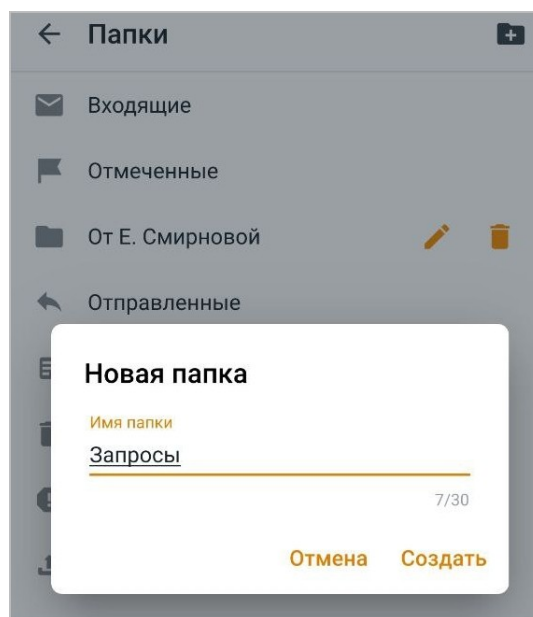 Папки
Входящие
Отмеченные
От Е. Смирновой
Отправленные
Новая папка
Имя папки
Запросы
7/30
Отмена Создать